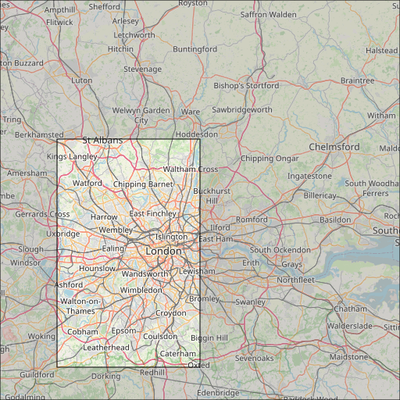 Royston
Ampthill
Shefford
Saffron Walden
Flitwick
Arlesey
Letchworth
Hitchin
Buntingford
Halstead
Stevenage
Luton
Bishop's Stortford
Braintree
Welwyn Garden
City
Ware
Sawbridgeworth
Witham
Tring
Berkhamsted
Hoddesdon
St Albans
Chelmsford
Kings Langley
Chipping Ongar
Amersham
Waltham Cross
Ingatestone
Watford
Chipping Barnet
Buckhurst
Hill
South Woodham
Ferrers
Billericay
Gerrards Cross
Harrow
East Finchley
Romford
Basildon
Uxbridge
Wembley
Islington
Ilford
East Ham
Slough
Ealing
London
South Ockendon
Windsor
Hounslow
Wandsworth
Lewisham
Erith
Grays
Northfleet
Ashford
Wimbledon
Walton-on-
Thames
Bromley
Swanley
Croydon
Chatham
Cobham
Epsom
Coulsdon
Biggin Hill
Walderslade
Woking
Leatherhead
Caterham
Sevenoaks
Maidstone
Oxted
Guildford
Dorking
Redhill
Godalming
Edenbridge
Paddock Wood